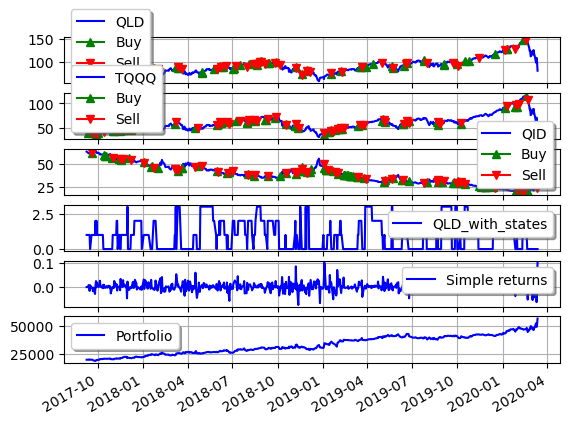 QLD
Buy
Sell
150
100
TQQQ
Buy
Sell
100
50
QID
Buy
Sell
50
25
QLD_with_states
2.5
0.0
Simple returns
0.1
0.0
Portfolio
50000
25000
2017-10
2018-01
2018-04
2018-07
2018-10
2019-01
2019-04
2019-07
2019-10
2020-01
2020-04